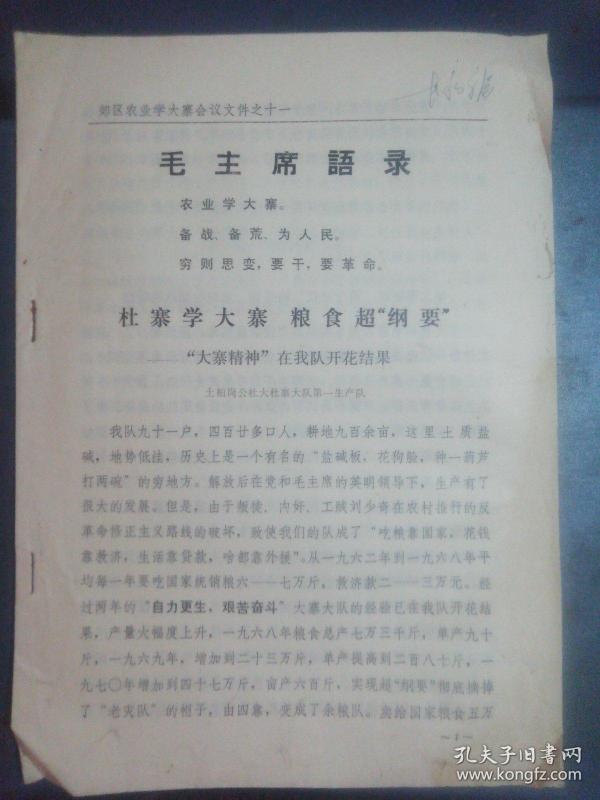 郊区农业学大寨会议文件之十一
毛主席語录
农业学大寨。
备战、备荒、为人民。
穷则思变，要干，要革命。
杜寨学大寨 粮食超“纲要”
“大寨精神”在我队开花结果
土柏岗公社大杜寨大队第一生产队
我队九十一户，四百廿多口人，耕地九百余亩，这里土质盐
碱，地势低洼，历史上是一个有名的“盐碱板，花狗脸，种一葫芦
打两碗”的穷地方。解放后在党和毛主席的英明领导下，生产有了
很大的发展。但是，由于叛徒、内奸、工贼刘少奇在农村推行的反
革命修正主义路线的破坏，致使我们的队成了“吃粮靠国家，花钱
靠救济，生活靠贷款，啥都靠外援”。从一九六二年到一九六八年平
均每一年要吃国家统销粮六——七万斤，救济款二——三万元。经
过两年的“自力更生，艰苦奋斗”大寨大队的经验已在我队开花结
果，产量大幅度上升，一九六八年粮食总产七万三千斤，单产九十
斤，一九六九年，增加到二十三万斤，单产提高到二百八十斤，一
九七〇年增加到四十七万斤，亩产六百斤，实现超“纲要”彻底摘掉
了“老灾队”的帽子，由四靠，变成了余粮队。卖给国家粮食五万
～1～
孔夫子旧书网
www.kongfz.com